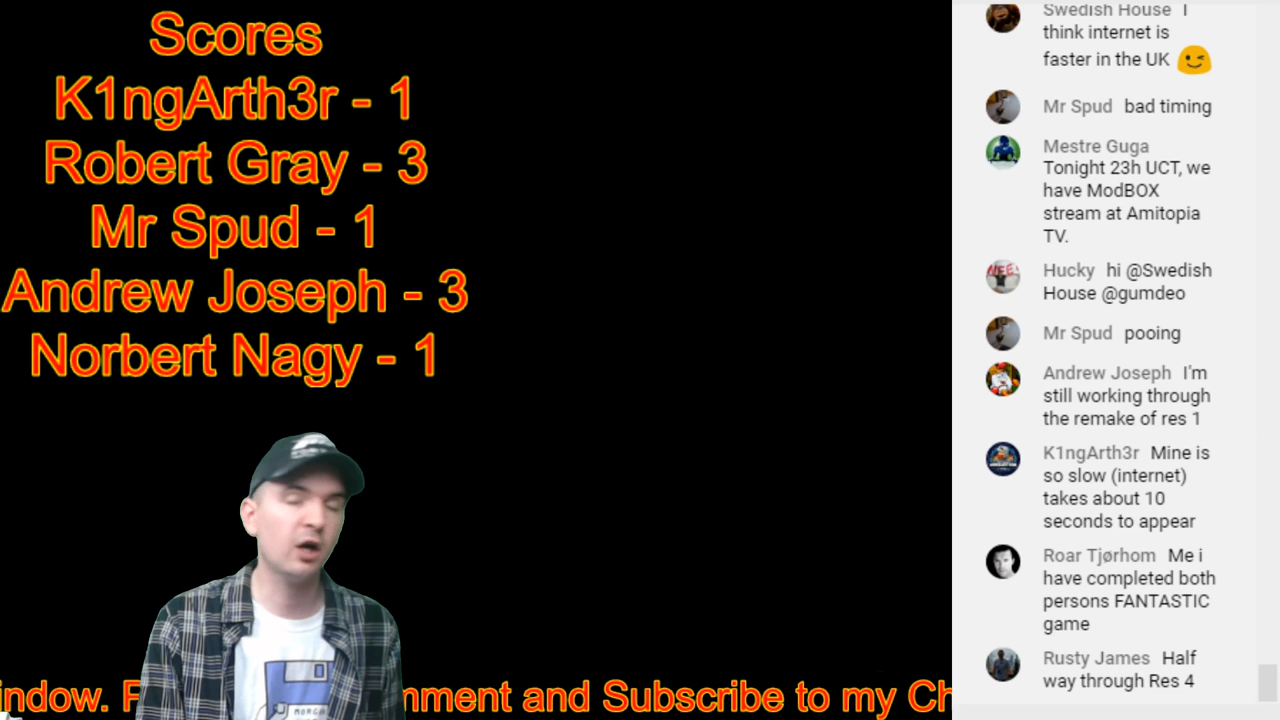 Scores
K1ngArth3r - 1
Robert Gray - 3
Mr Spud - 1
Andrew Joseph - 3
Norbert Nagy - 1
indow. mment and Subscribe to my Ch
Swedish House I
think internet is
faster in the UK 😉
Mr Spud bad timing
Mestre Guga
Tonight 23h UCT, we
have ModBOX
stream at Amitopia
TV.
Hucky hi @Swedish
House @gumdeo
Mr Spud pooing
Andrew Joseph I'm
still working through
the remake of res 1
K1ngArth3r Mine is
so slow (internet)
takes about 10
seconds to appear
Roar Tjørhom Me i
have completed both
persons FANTASTIC
game
Rusty James Half
way through Res 4